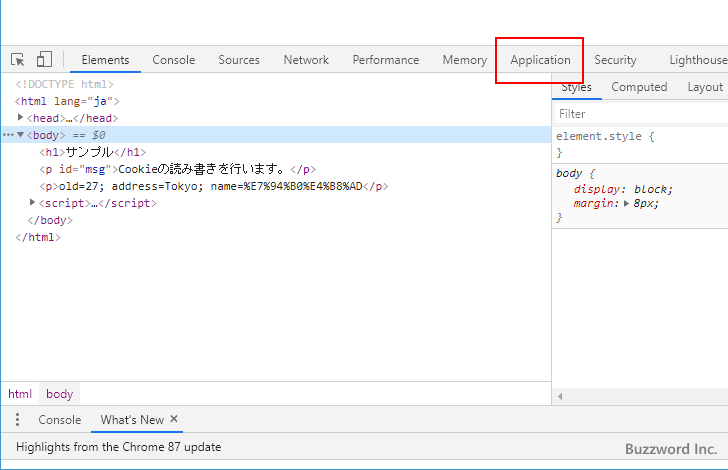 Elements Console Sources Network Performance Memory Application Security Lighthouse
<!DOCTYPE html> Styles Computed Layout
<html lang="ja">
<head>…</head>
Filter
<body> == $0
element.style {
}
<h1>サンプル</h1>
<p id="msg">Cookieの読み書きを行います。</p>
<p>old=27; address=Tokyo; name=%E7%94%B0%E4%B8%AD</p>
<script>…</script>
</body>
</html>
body {
display: block;
margin: 8px;
}
html body
Console What's New ×
Highlights from the Chrome 87 update
Buzzword Inc.